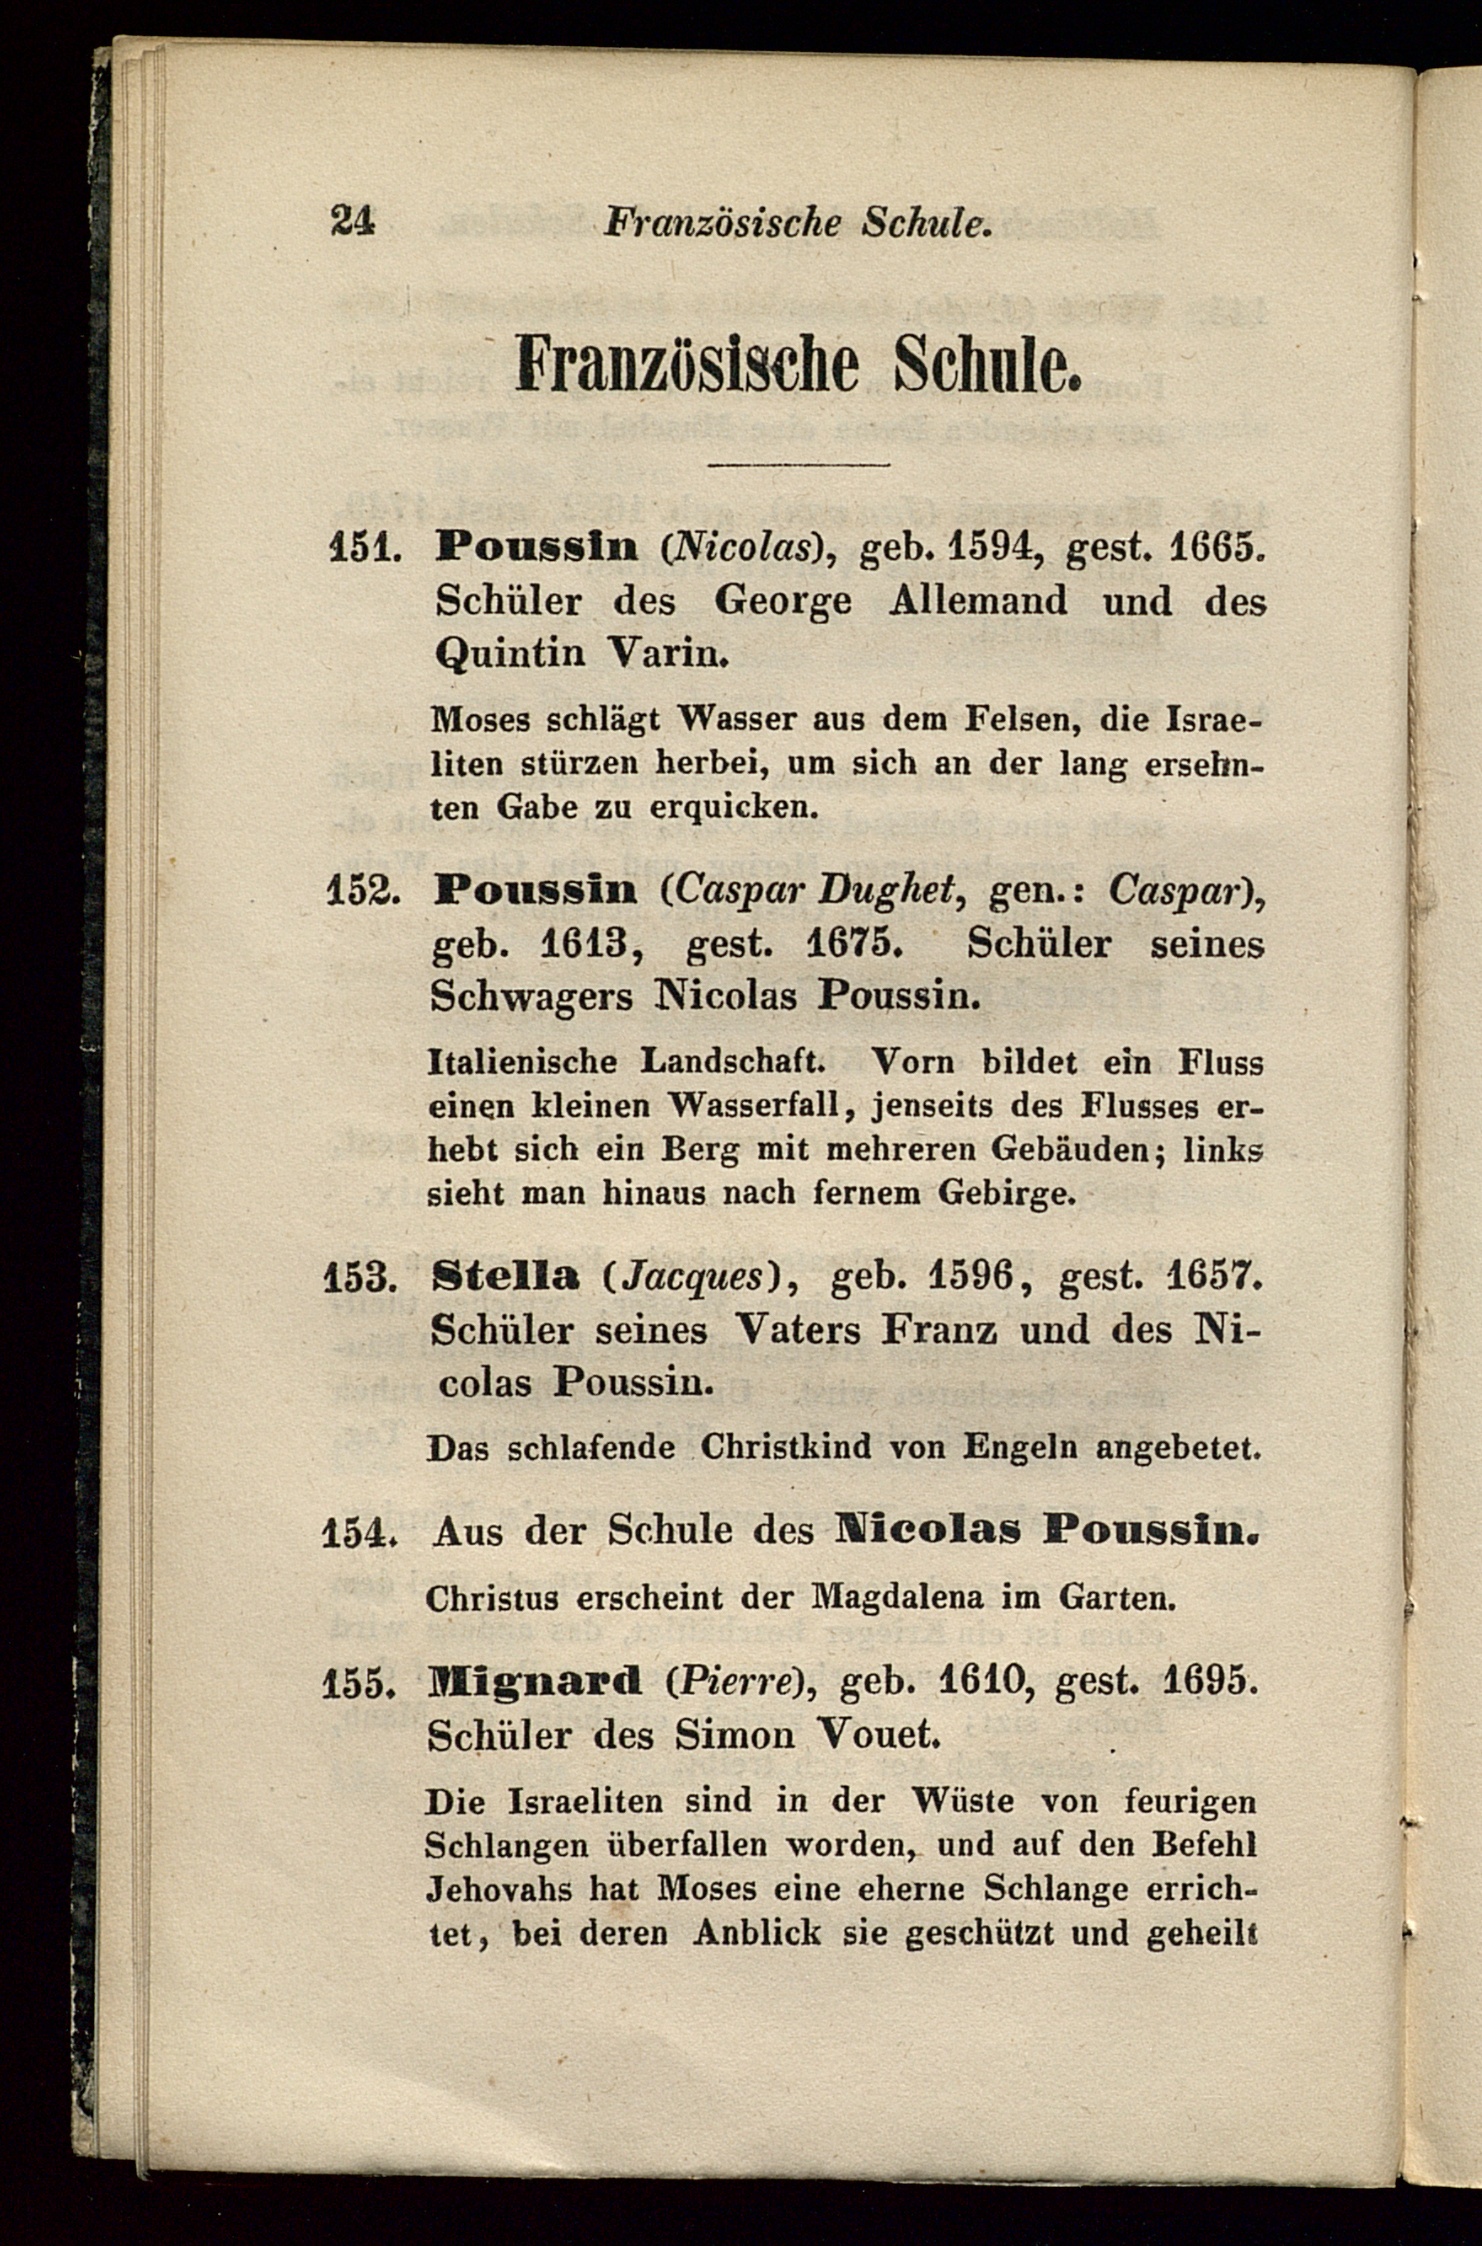 24 Französische Schule.
Französische Schule.
151. Poussin (Nicolas), geb. 1594, gest. 1665.
Schüler des George Allemand und des
Quintin Varin.
Moses schlägt Wasser aus dem Felsen, die Israe-
liten stürzen herbei, um sich an der lang ersehn-
ten Gabe zu erquicken.
152. Poussin (Caspar Dughet, gen.: Caspar),
geb. 1613, gest. 1675. Schüler seines
Schwagers Nicolas Poussin.
Italienische Landschaft. Vorn bildet ein Fluss
einen kleinen Wasserfall, jenseits des Flusses er-
hebt sich ein Berg mit mehreren Gebäuden; links
sieht man hinaus nach fernem Gebirge.
153. Stella (Jacques), geb. 1596, gest. 1657.
Schüler seines Vaters Franz und des Ni-
colas Poussin.
Das schlafende Christkind von Engeln angebetet.
154. Aus der Schule des Nicolas Poussin.
Christus erscheint der Magdalena im Garten.
155. Mignard (Pierre), geb. 1610, gest. 1695.
Schüler des Simon Vouet.
Die Israeliten sind in der Wüste von feurigen
Schlangen überfallen worden, und auf den Befehl
Jehovahs hat Moses eine eherne Schlange errich-
tet, bei deren Anblick sie geschützt und geheilt